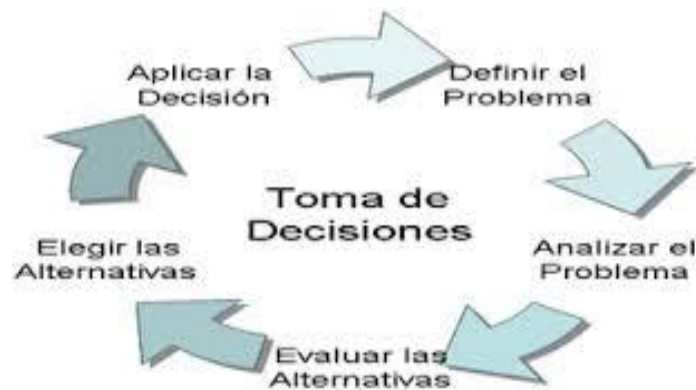 Aplicar la
Decisión
Definir el
Problema
Toma de
Decisiones
Elegir las
Alternativas
Analizar el
Problema
Evaluar las
Alternativas